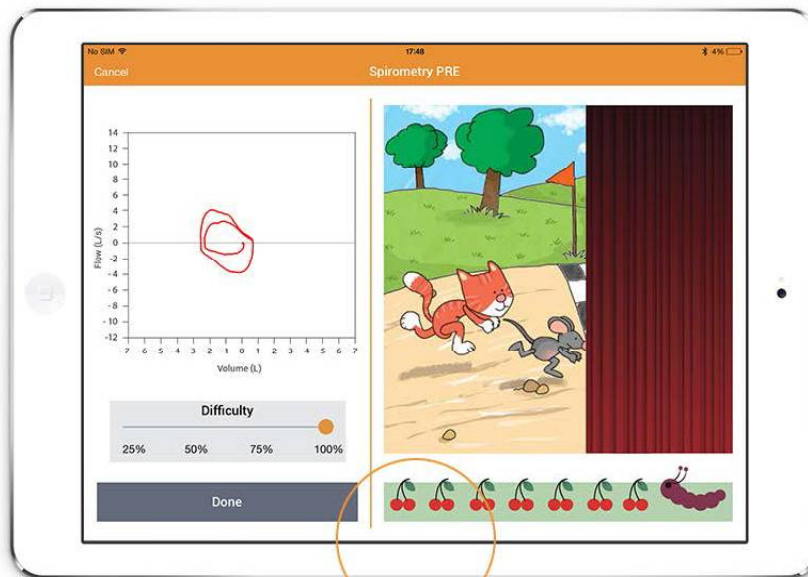 No SIM 17:48 4%
Cancel Spirometry PRE
14
12
10
8
6
4
2
0
-2
-4
-6
-8
-10
-12
Flow (L/s)
7 6 5 4 3 2 1 0 1 2 3 4 5 6 7
Volume (L)
Difficulty
25% 50% 75% 100%
Done